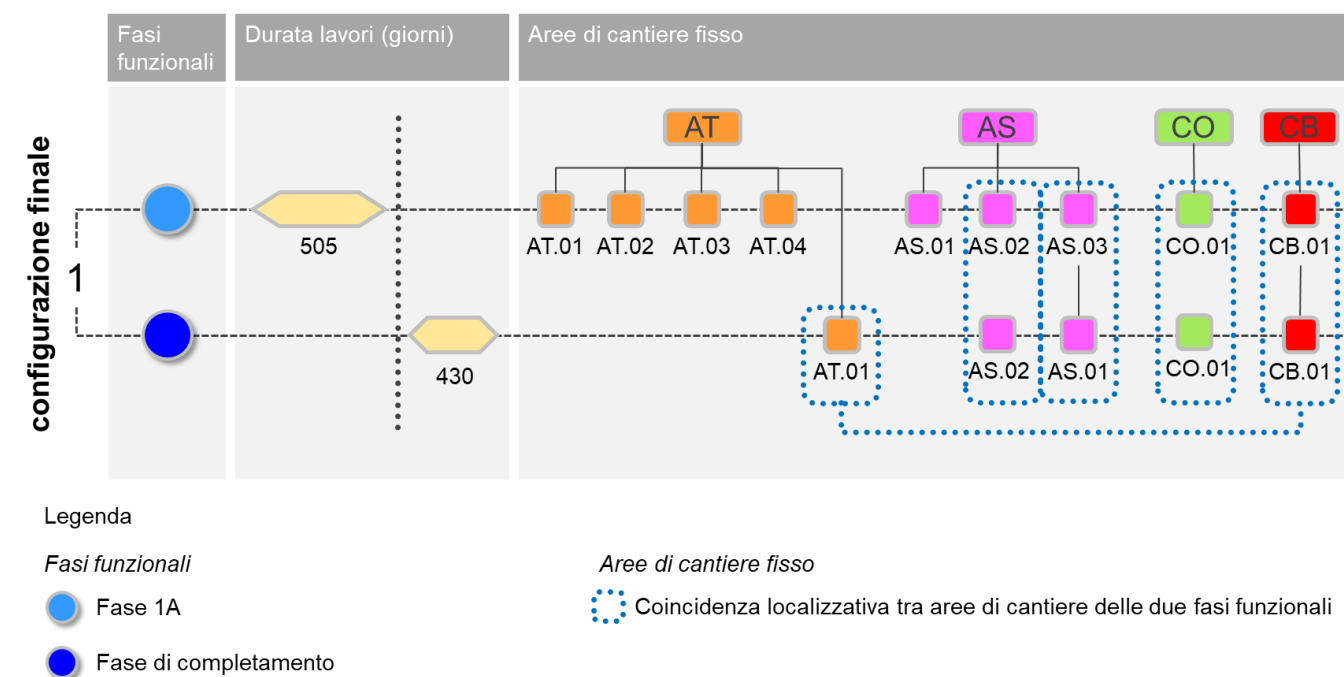 Fasi
funzionali
Durata lavori (giorni)
Aree di cantiere fisso
configurazione finale
1
AT
AS
CO
CB
505
AT.01 AT.02 AT.03 AT.04 AS.01 AS.02 AS.03 CO.01 CB.01
430
AT.01 AS.02 AS.01 CO.01 CB.01
Legenda
Fasi funzionali
Aree di cantiere fisso
Fase 1A
Coincidenza localizzativa tra aree di cantiere delle due fasi funzionali
Fase di completamento